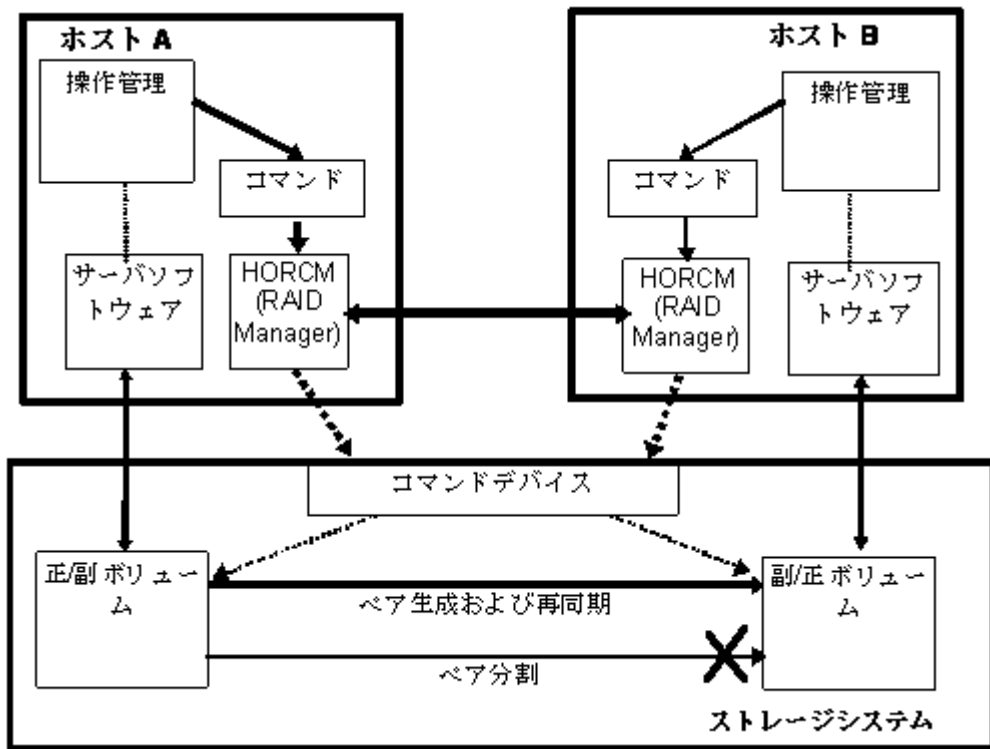 ホスト A
操作管理
コマンド
サーバソフ
トウェア
HORCM
(RAID
Manager)
ホスト B
操作管理
コマンド
HORCM
(RAID
Manager)
サーバソフ
トウェア
コマンドデバイス
正/副 ボリュー
ム
副/正 ボリュー
ム
ペア生成および再同期
ペア分割
ストレージシステム